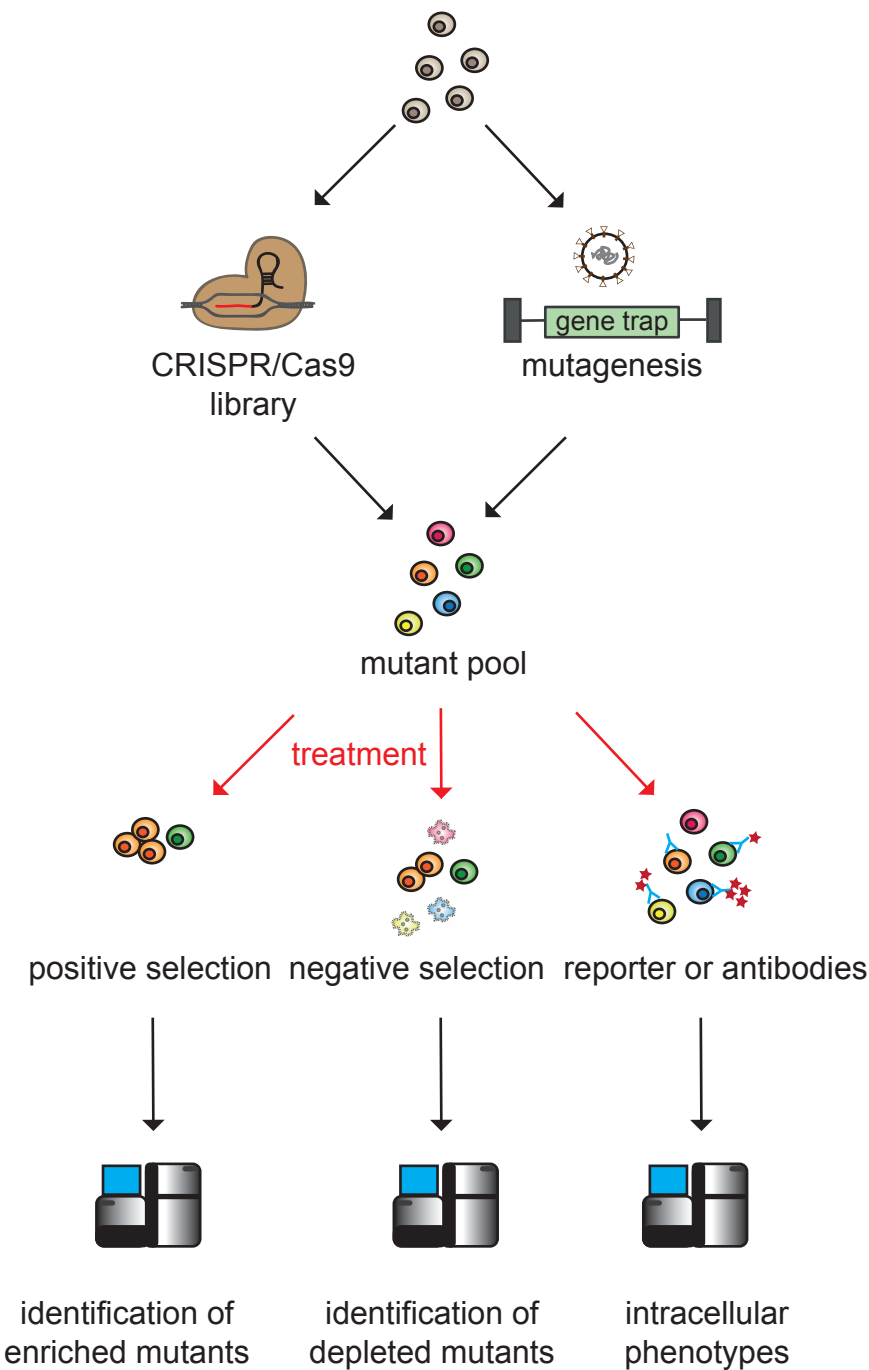 CRISPR/Cas9
library
gene trap
mutagenesis
mutant pool
treatment
positive selection
negative selection
reporter or antibodies
identification of
enriched mutants
identification of
depleted mutants
intracellular
phenotypes